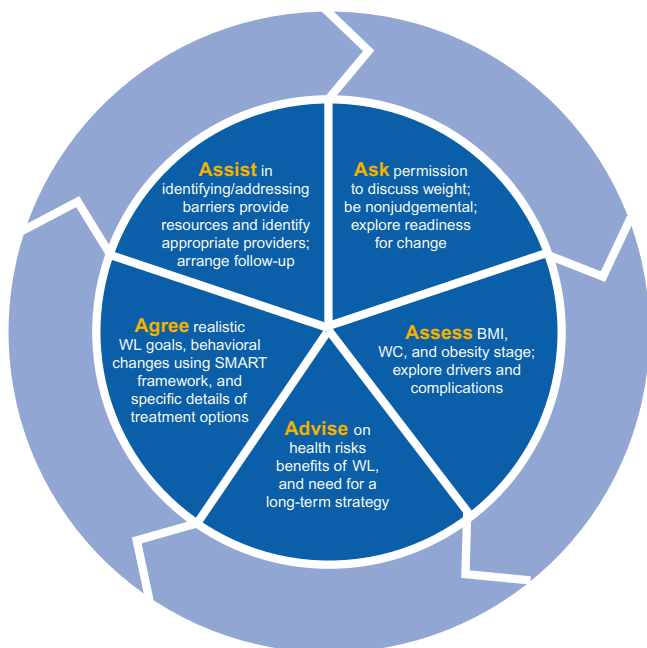 Ask permission
to discuss weight;
be nonjudgemental;
explore readiness
for change
Assess BMI,
WC, and obesity stage;
explore drivers and
complications
Advise on
health risks
benefits of WL,
and need for a
long-term strategy
Agree realistic
WL goals, behavioral
changes using SMART
framework, and
specific details of
treatment options
Assist in
identifying/addressing
barriers provide
resources and identify
appropriate providers;
arrange follow-up